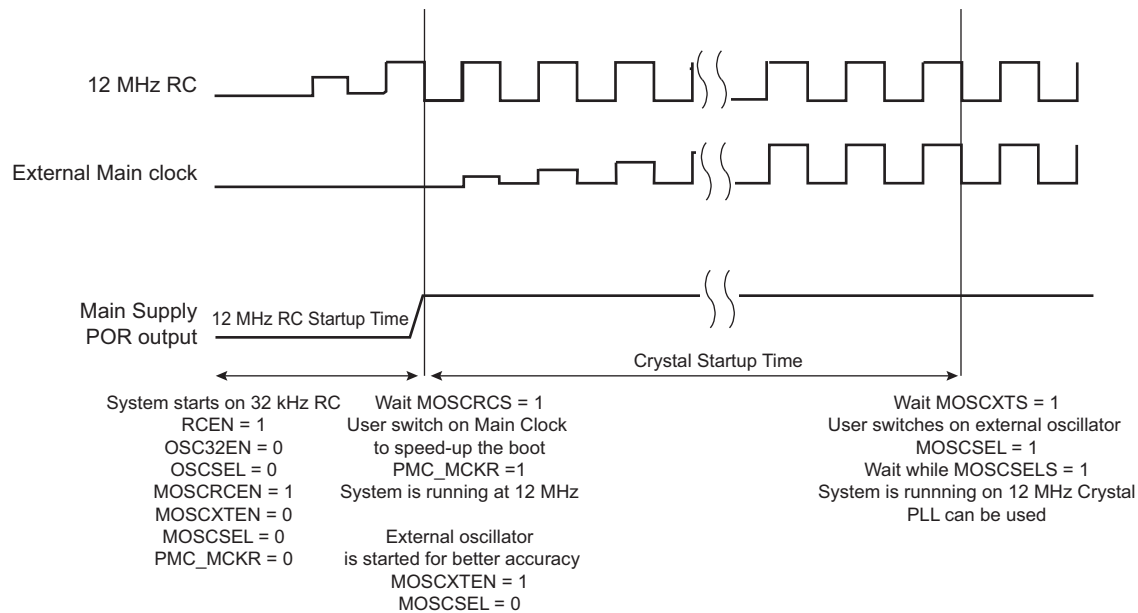 12 MHz RC
External Main clock
Main Supply
POR output
12 MHz RC Startup Time
Crystal Startup Time
System starts on 32 kHz RC
RCEN = 1
OSC32EN = 0
OSCSEL = 0
MOSCRCEN = 1
MOSCXTEN = 0
MOSCSEL = 0
PMC_MCKR = 0
Wait MOSCRCS = 1
User switch on Main Clock
to speed-up the boot
PMC_MCKR =1
System is running at 12 MHz
External oscillator
is started for better accuracy
MOSCXTEN = 1
MOSCSEL = 0
Wait MOSCXTS = 1
User switches on external oscillator
MOSCSEL = 1
Wait while MOSCSELS = 1
System is runnning on 12 MHz Crystal
PLL can be used